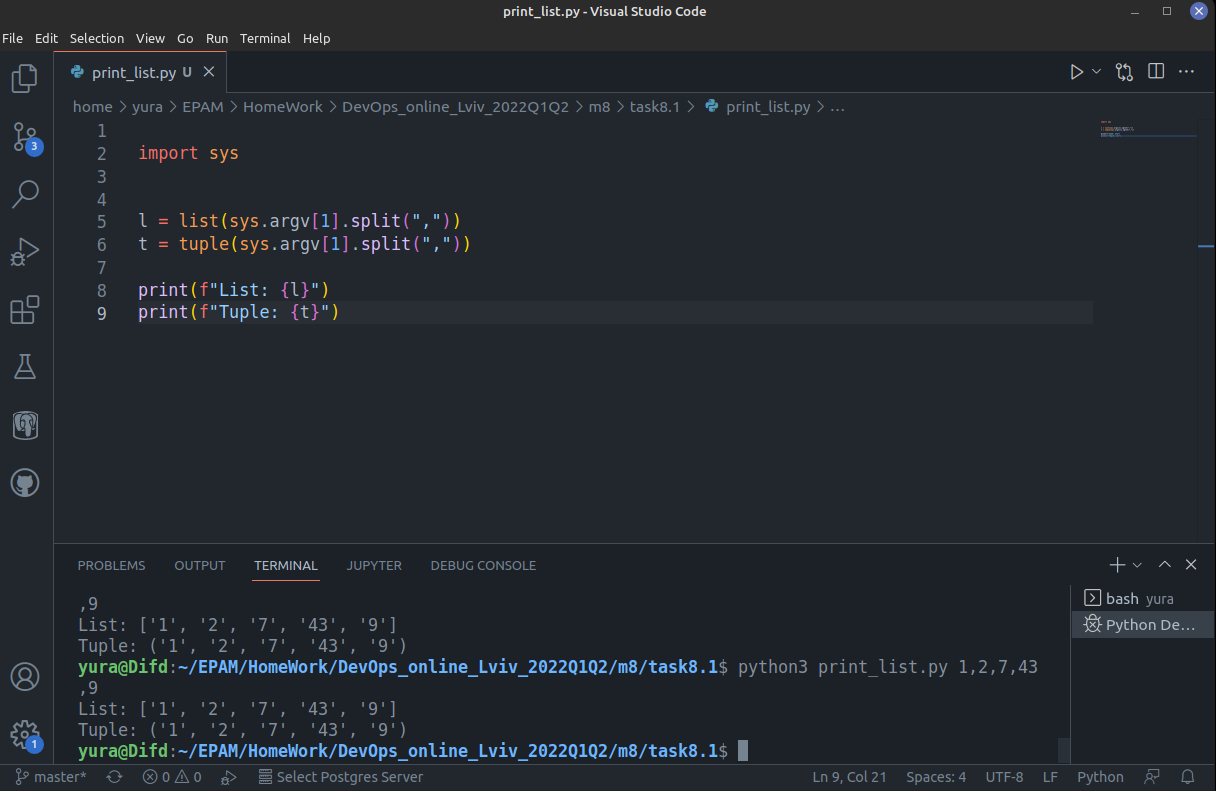 print_list.py - Visual Studio Code
File Edit Selection View Go Run Terminal Help
print_list.py U
home > yura > EPAM > HomeWork > DevOps_online_Lviv_2022Q1Q2 > m8 > task8.1 > print_list.py > ...
1
2 import sys
3
4
5 l = list(sys.argv[1].split(","))
6 t = tuple(sys.argv[1].split(","))
7
8 print(f"List: {l}")
9 print(f"Tuple: {t}")
3
PROBLEMS OUTPUT TERMINAL JUPYTER DEBUG CONSOLE
,9
List: ['1', '2', '7', '43', '9']
Tuple: ('1', '2', '7', '43', '9')
yura@Difd:~/EPAM/HomeWork/DevOps_online_Lviv_2022Q1Q2/m8/task8.1$ python3 print_list.py 1,2,7,43
,9
List: ['1', '2', '7', '43', '9']
Tuple: ('1', '2', '7', '43', '9')
yura@Difd:~/EPAM/HomeWork/DevOps_online_Lviv_2022Q1Q2/m8/task8.1$
bash yura
Python De...
1
master* 0 0 Select Postgres Server Ln 9, Col 21 Spaces: 4 UTF-8 LF Python